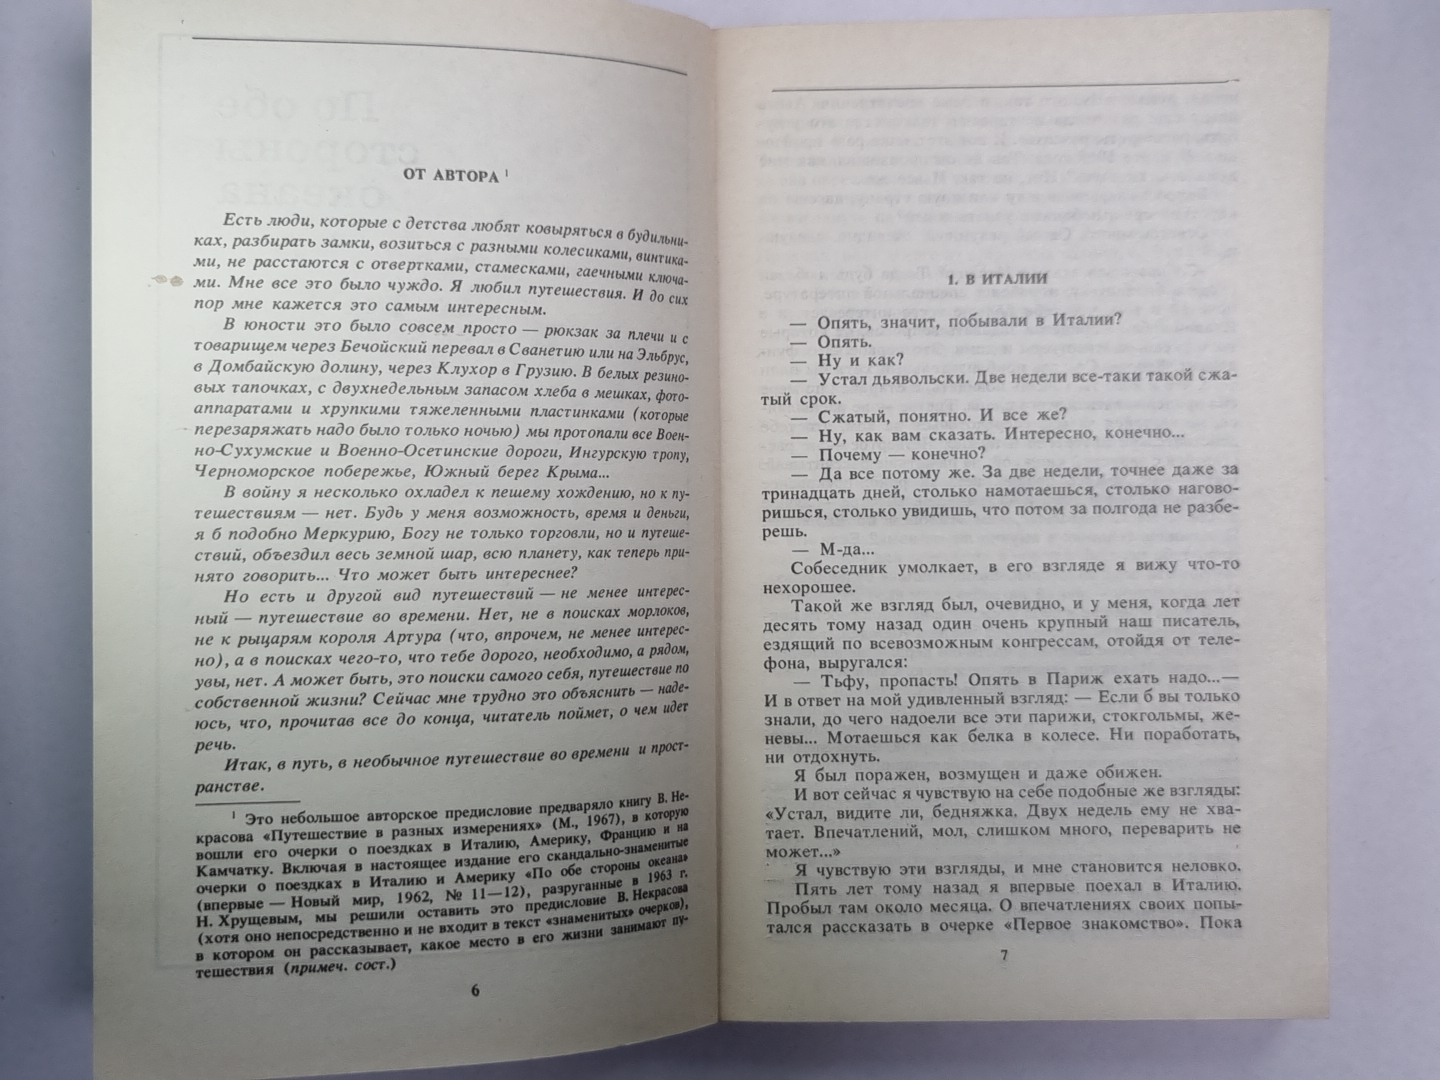 ОТ АВТОРА ¹
Есть люди, которые с детства любят ковыряться в будильни-
ках, разбирать замки, возиться с разными колесиками, винтика-
ми, не расстаются с отвертками, стамесками, гаечными ключа-
ми. Мне все это было чуждо. Я любил путешествия. И до сих
пор мне кажется это самым интересным.
В юности это было совсем просто — рюкзак за плечи и с
товарищем через Бечойский перевал в Сванетию или на Эльбрус,
в Домбайскую долину, через Клухор в Грузию. В белых резино-
вых тапочках, с двухнедельным запасом хлеба в мешках, фото-
аппаратами и хрупкими тяжеленными пластинками (которые
перезаряжать надо было только ночью) мы протопали все Воен-
но-Сухумские и Военно-Осетинские дороги, Ингурскую тропу,
Черноморское побережье, Южный берег Крыма...
В войну я несколько охладел к пешему хождению, но к пу-
тешествиям — нет. Будь у меня возможность, время и деньги,
я б подобно Меркурию, Богу не только торговли, но и путеше-
ствий, объездил весь земной шар, всю планету, как теперь при-
нято говорить... Что может быть интереснее?
Но есть и другой вид путешествий — не менее интерес-
ный — путешествие во времени. Нет, не в поисках морлоков,
не к рыцарям короля Артура (что, впрочем, не менее интерес-
но), а в поисках чего-то, что тебе дорого, необходимо, а рядом,
увы, нет. А может быть, это поиски самого себя, путешествие по
собственной жизни? Сейчас мне трудно это объяснить — наде-
юсь, что, прочитав все до конца, читатель поймет, о чем идет
речь.
Итак, в путь, в необычное путешествие во времени и прост-
ранстве.
¹ Это небольшое авторское предисловие предваряло книгу В. Не-
красова «Путешествие в разных измерениях» (М., 1967), в которую
вошли его очерки о поездках в Италию, Америку, Францию и на
Камчатку. Включая в настоящее издание его скандально-знаменитые
очерки о поездках в Италию и Америку «По обе стороны океана»
(впервые — Новый мир, 1962, № 11—12), разруганные в 1963 г.
Н. Хрущевым, мы решили оставить это предисловие В. Некрасова
(хотя оно непосредственно и не входит в текст «знаменитых» очерков),
в котором он рассказывает, какое место в его жизни занимают пу-
тешествия (примеч. сост.)
6
1. В ИТАЛИИ
— Опять, значит, побывали в Италии?
— Опять.
— Ну и как?
— Устал дьявольски. Две недели все-таки такой сжа-
тый срок.
— Сжатый, понятно. И все же?
— Ну, как вам сказать. Интересно, конечно...
— Почему — конечно?
— Да все потому же. За две недели, точнее даже за
тринадцать дней, столько намотаешься, столько нагово-
ришься, столько увидишь, что потом за полгода не разбе-
решь.
— М-да...
Собеседник умолкает, в его взгляде я вижу что-то
нехорошее.
Такой же взгляд был, очевидно, и у меня, когда лет
десять тому назад один очень крупный наш писатель,
ездящий по всевозможным конгрессам, отойдя от теле-
фона, выругался:
— Тьфу, пропасть! Опять в Париж ехать надо...—
И в ответ на мой удивленный взгляд: — Если б вы только
знали, до чего надоели все эти парижи, стокгольмы, же-
невы... Мотаешься как белка в колесе. Ни поработать,
ни отдохнуть.
Я был поражен, возмущен и даже обижен.
И вот сейчас я чувствую на себе подобные же взгляды:
«Устал, видите ли, бедняжка. Двух недель ему не хва-
тает. Впечатлений, мол, слишком много, переварить не
может...»
Я чувствую эти взгляды, и мне становится неловко.
Пять лет тому назад я впервые поехал в Италию.
Пробыл там около месяца. О впечатлениях своих попы-
тался рассказать в очерке «Первое знакомство». Пока
7